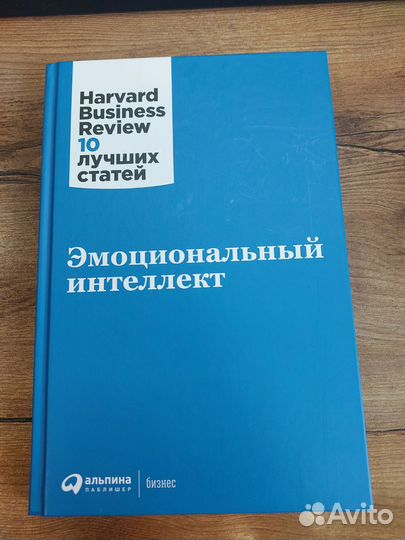 Harvard
Business
Review
10
лучших
статей
Эмоциональный
интеллект
альпина
ПАБЛИШЕР
бизнес
Avito